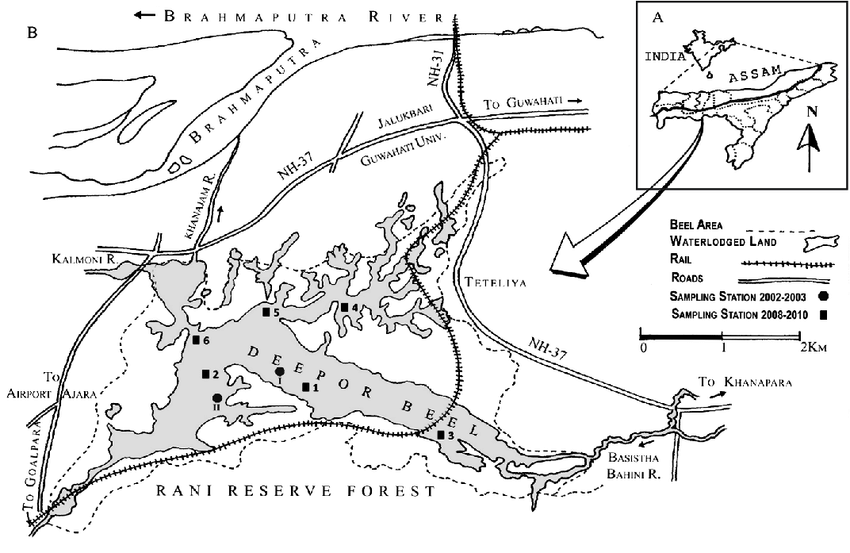 B
BRAHMAPUTRA RIVER
BRAHMAPUTRA
NH-31
TO GUWAHATI
JALUKBARI
GUWAHATI UNIV.
NH-37
KHANAJAM R.
KALMONI R.
TETELIYA
NH-37
TO KHANAPARA
BASISTHA
BAHINI R.
TO
AIRPORT
AJARA
TO GOALPARA
DEEPOR BEEL
6
5
4
2
I
1
II
3
RANI RESERVE FOREST
A
INDIA
ASSAM
N
BEEL AREA
WATERLODGED LAND
RAIL
ROADS
SAMPLING STATION 2002-2003
SAMPLING STATION 2008-2010
0 1 2KM